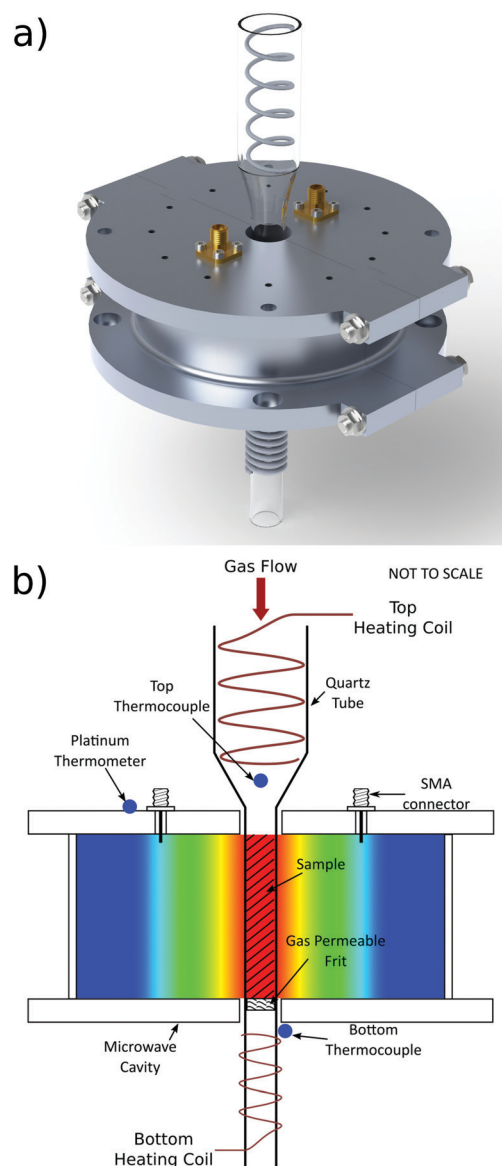 a)
b)
Gas Flow
NOT TO SCALE
Top
Heating Coil
Top
Thermocouple
Quartz
Tube
Platinum
Thermometer
SMA
connector
Sample
Gas Permeable
Frit
Microwave
Cavity
Bottom
Thermocouple
Bottom
Heating Coil